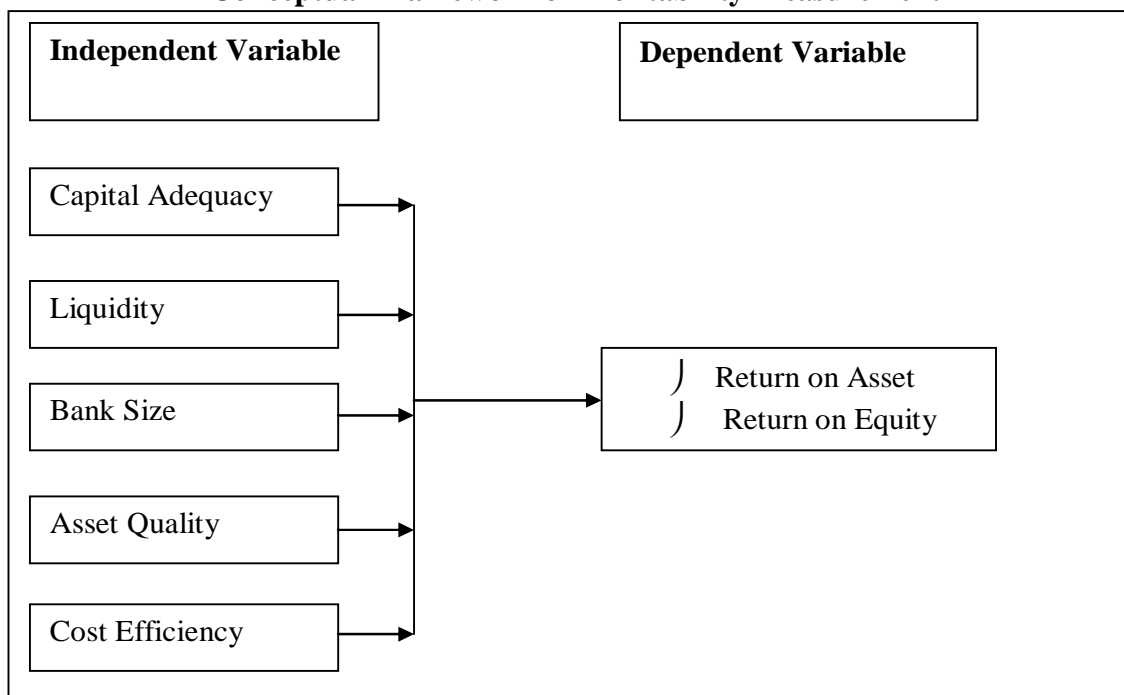 Independent Variable
Dependent Variable
Capital Adequacy
Liquidity
Bank Size
Asset Quality
Cost Efficiency
Return on Asset
Return on Equity